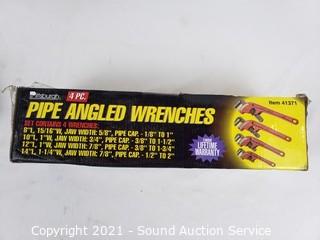 Pittsburgh
4 PC.
PIPE ANGLED WRENCHES
Item 41371
SET CONTAINS 4 WRENCHES:
8"L, 15/16"W, JAW WIDTH: 5/8", PIPE CAP. - 1/8" TO 1"
10"L, 1"W, JAW WIDTH: 3/4", PIPE CAP. - 3/8" TO 1-1/2"
12"L, 1"W, JAW WIDTH: 7/8", PIPE CAP. - 3/8" TO 1-3/4"
14"L, 1-1/4"W, JAW WIDTH: 7/8", PIPE CAP. - 1/2" TO 2"
LIFETIME
WARRANTY
Copyright 2021 - Sound Auction Service